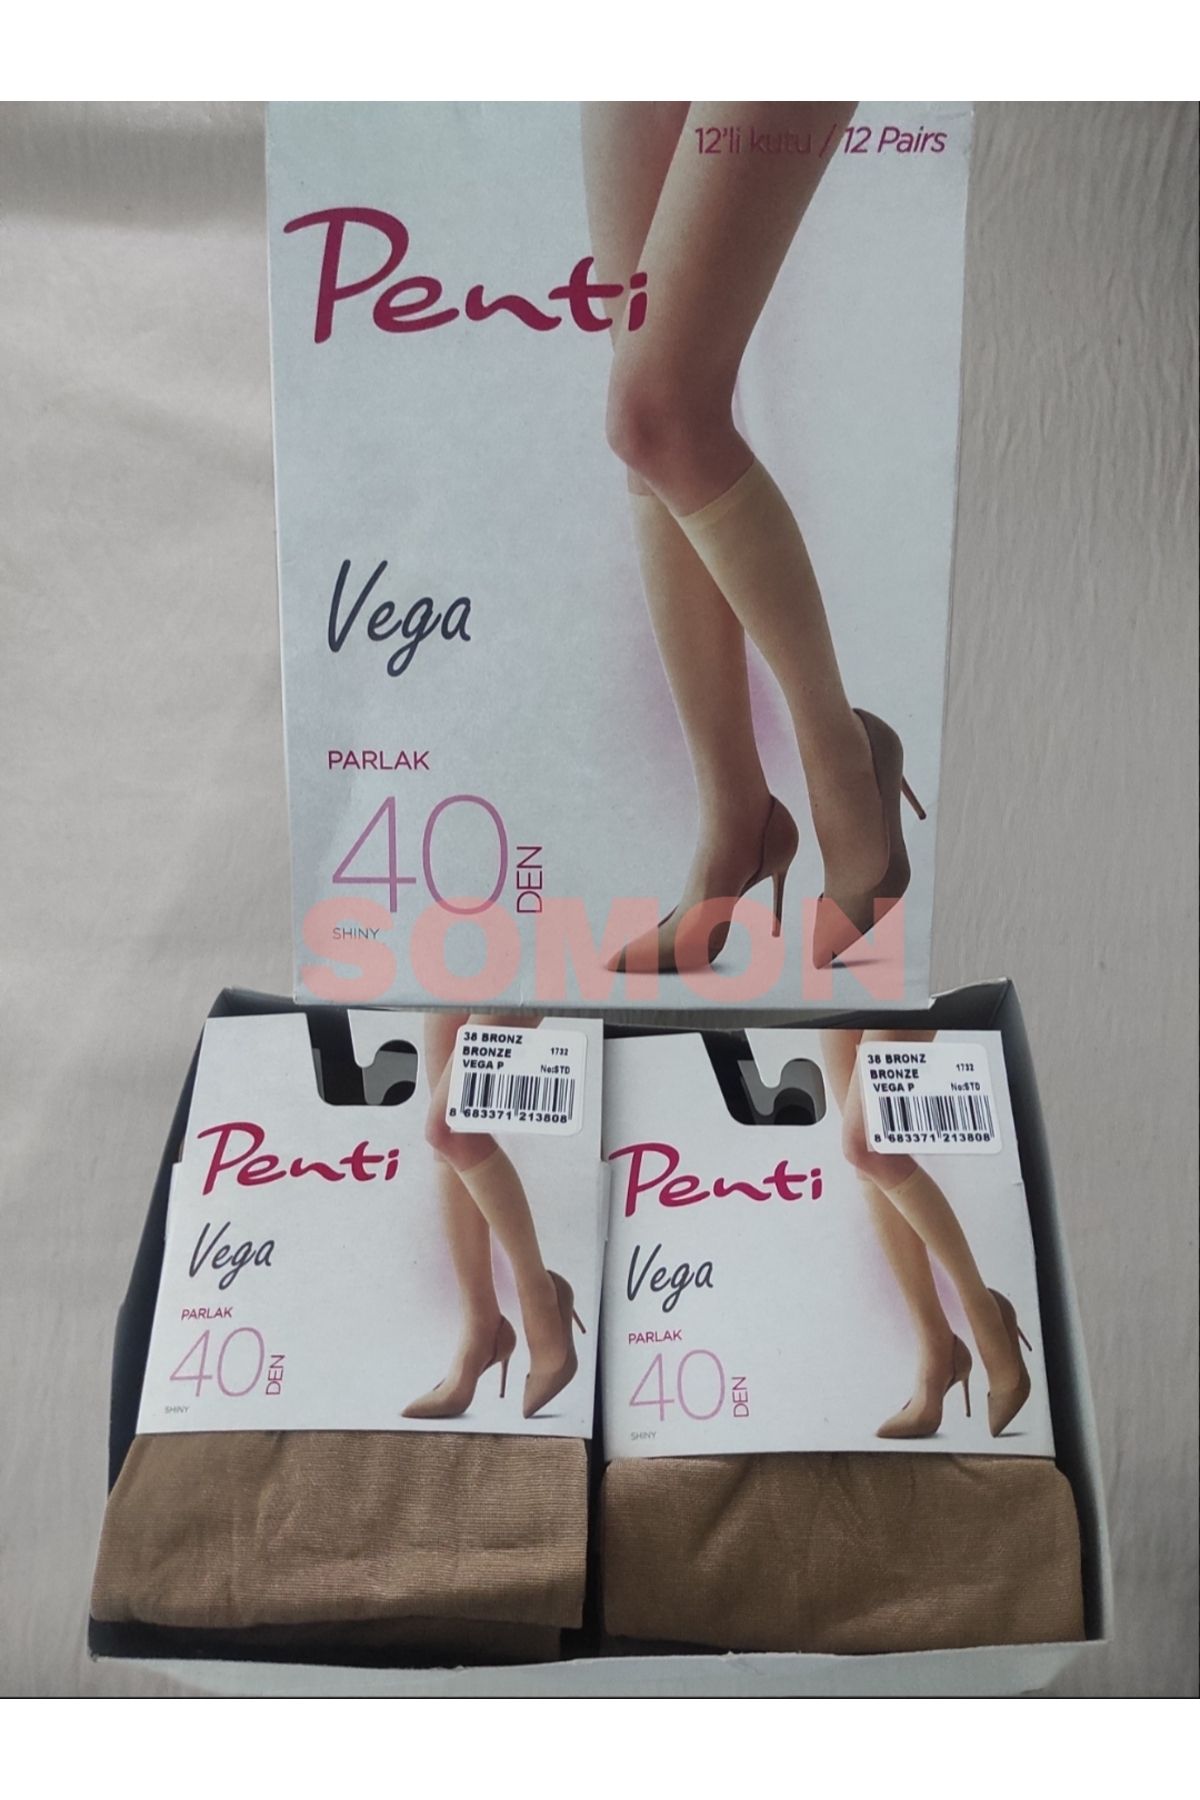 12'li kutu / 12 Pairs
Penti
Vega
PARLAK
40 DEN
SHINY
SOMON
38 BRONZ
BRONZE 1732
VEGA P No:STD
8 683371 213808
Penti
Vega
PARLAK
40 DEN
SHINY
38 BRONZ
BRONZE 1732
VEGA P No:STD
8 683371 213808
Penti
Vega
PARLAK
40 DEN
SHINY